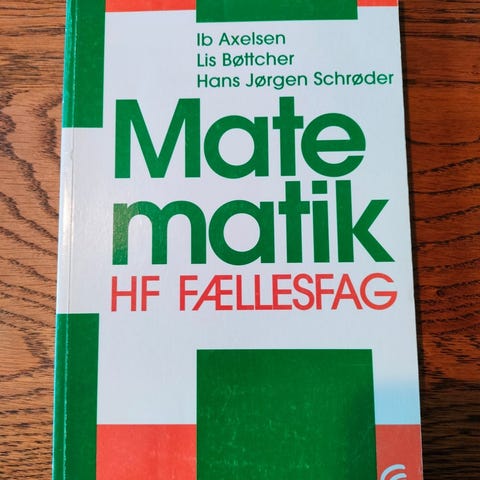 Ib Axelsen
Lis Bøttcher
Hans Jørgen Schrøder
Mate
matik
HF FÆLLESFAG